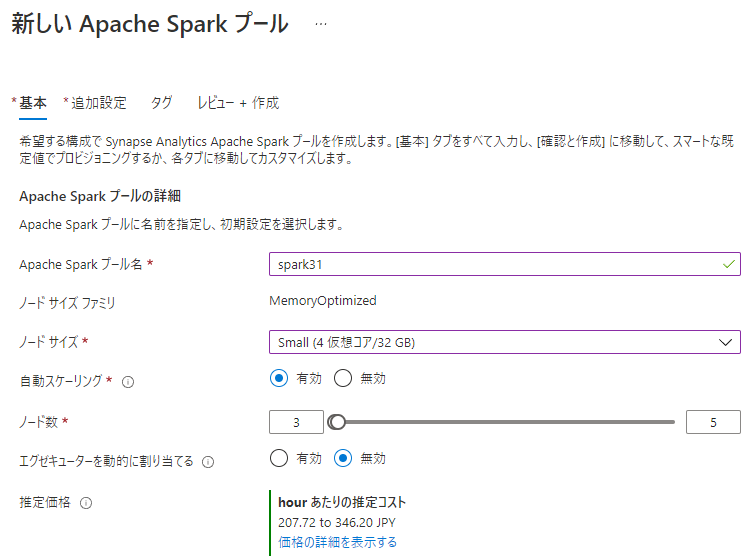 新しい Apache Spark プール ...
* 基本 * 追加設定 タグ レビュー + 作成
希望する構成で Synapse Analytics Apache Spark プールを作成します。[基本] タブをすべて入力し、[確認と作成] に移動して、スマートな既
定値でプロビジョニングするか、各タブに移動してカスタマイズします。
Apache Spark プールの詳細
Apache Spark プールに名前を指定し、初期設定を選択します。
Apache Spark プール名 * spark31
ノード サイズ ファミリ MemoryOptimized
ノード サイズ * Small (4 仮想コア/32 GB)
自動スケーリング * 有効 無効
ノード数 * 3 5
エグゼキューターを動的に割り当てる 有効 無効
推定価格 hour あたりの推定コスト
207.72 to 346.20 JPY
価格の詳細を表示する